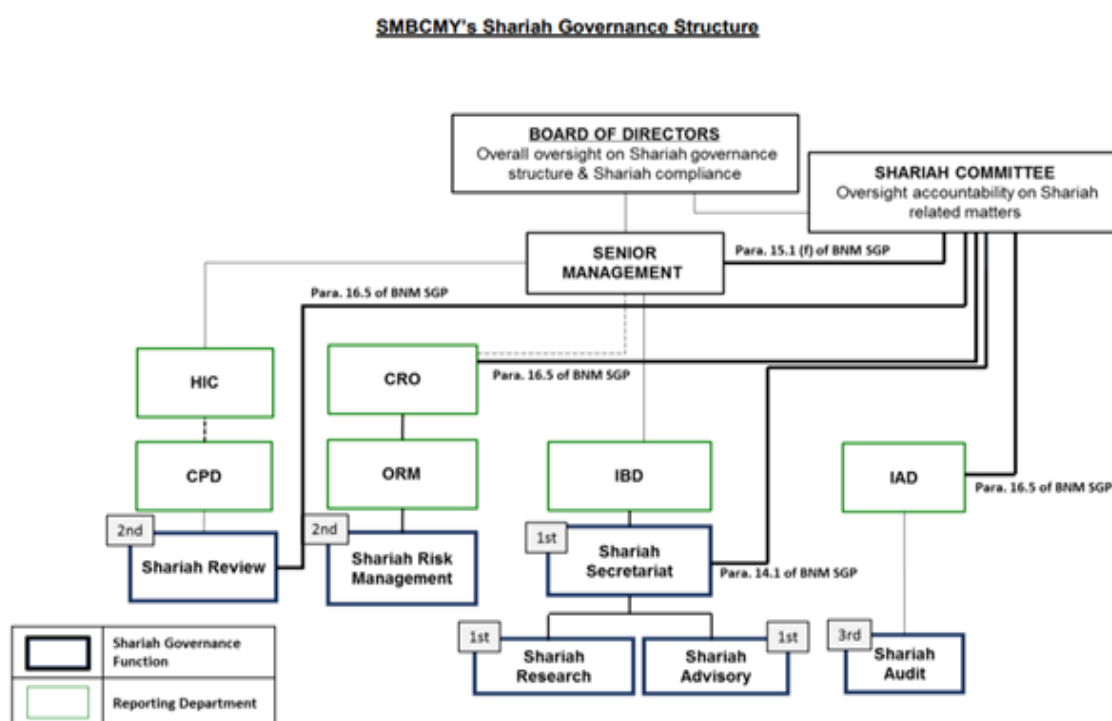 SMBCMY's Shariah Governance Structure
BOARD OF DIRECTORS
Overall oversight on Shariah governance
structure & Shariah compliance
SHARIAH COMMITTEE
Oversight accountability on Shariah
related matters
SENIOR
MANAGEMENT
Para. 15.1 (f) of BNM SGP
Para. 16.5 of BNM SGP
HIC
CRO
Para. 16.5 of BNM SGP
CPD
ORM
IBD
IAD
Para. 16.5 of BNM SGP
2nd
Shariah Review
2nd
Shariah Risk
Management
1st
Shariah
Secretariat
Para. 14.1 of BNM SGP
1st
Shariah
Research
1st
Shariah
Advisory
3rd
Shariah
Audit
Shariah Governance
Function
Reporting Department